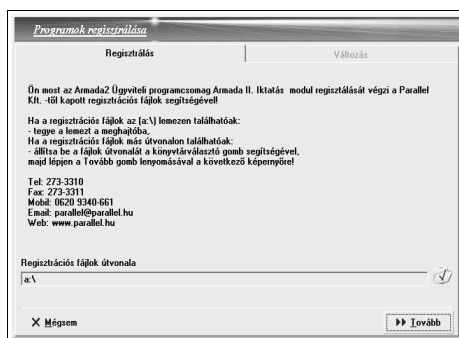 Programok regisztrálása
Regisztrálás
Változás
Ön most az Armada2 Ügyviteli programcsomag Armada II. Iktatás modul regisztálását végzi a Parallel
Kft. -tõl kapott regisztrációs fájlok segítségével!
Ha a regisztrációs fájlok az (a:\) lemezen találhatóak:
- tegye a lemezt a meghajtóba,
Ha a regisztrációs fájlok más útvonalon találhatóak:
- állítsa be a fájlok útvonalát a könyvtárválasztó gomb segítségével,
majd lépjen a Tovább gomb lenyomásával a következő képernyőre!
Tel: 273-3310
Fax: 273-3311
Mobil: 0620 9340-661
Email: parallel@parallel.hu
Web: www.parallel.hu
Regisztrációs fájlok útvonala
a:\
Mégsem
Tovább